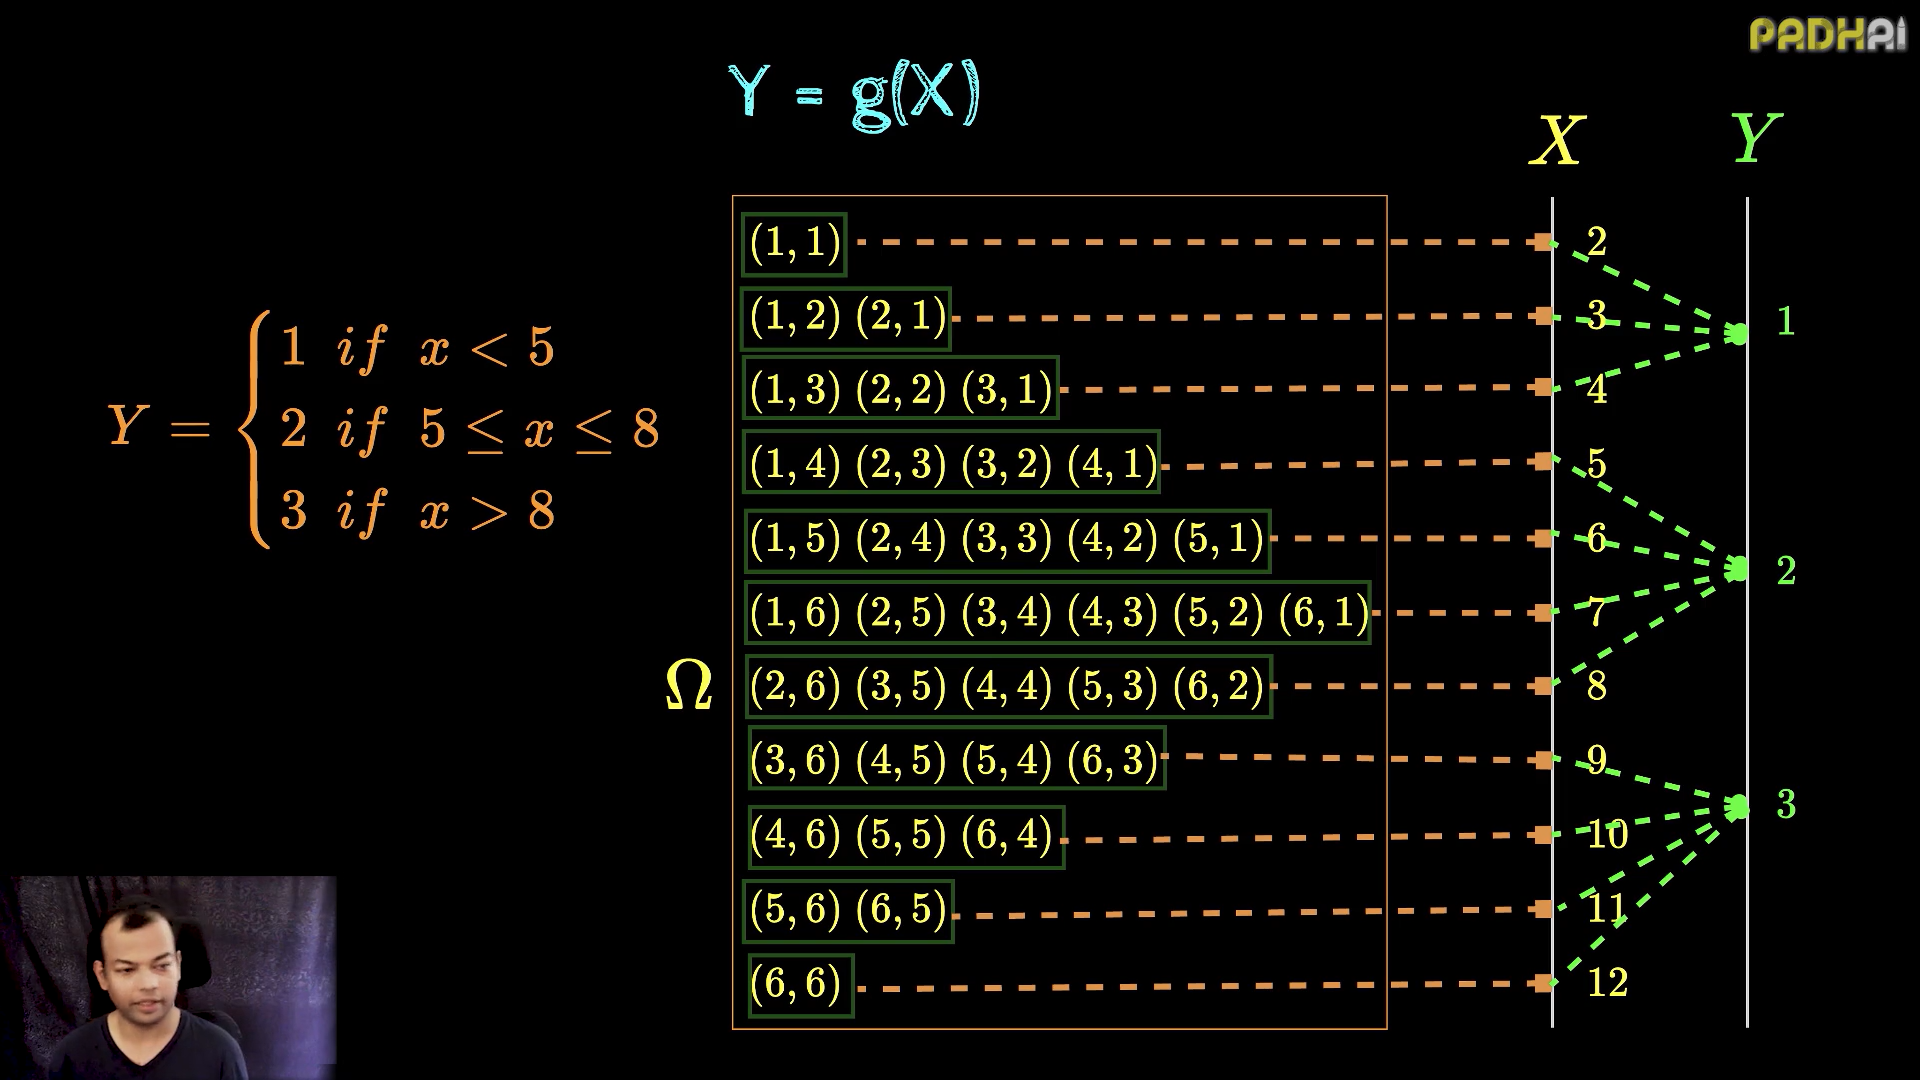 PADHAI
Y = g(X)
X Y
Y = { 1 if x < 5
2 if 5 ≤ x ≤ 8
3 if x > 8
Ω
(1, 1) 2
(1, 2) (2, 1) 3
1
(1, 3) (2, 2) (3, 1) 4
(1, 4) (2, 3) (3, 2) (4, 1) 5
(1, 5) (2, 4) (3, 3) (4, 2) (5, 1) 6
2
(1, 6) (2, 5) (3, 4) (4, 3) (5, 2) (6, 1) 7
(2, 6) (3, 5) (4, 4) (5, 3) (6, 2) 8
(3, 6) (4, 5) (5, 4) (6, 3) 9
3
(4, 6) (5, 5) (6, 4) 10
(5, 6) (6, 5) 11
(6, 6) 12